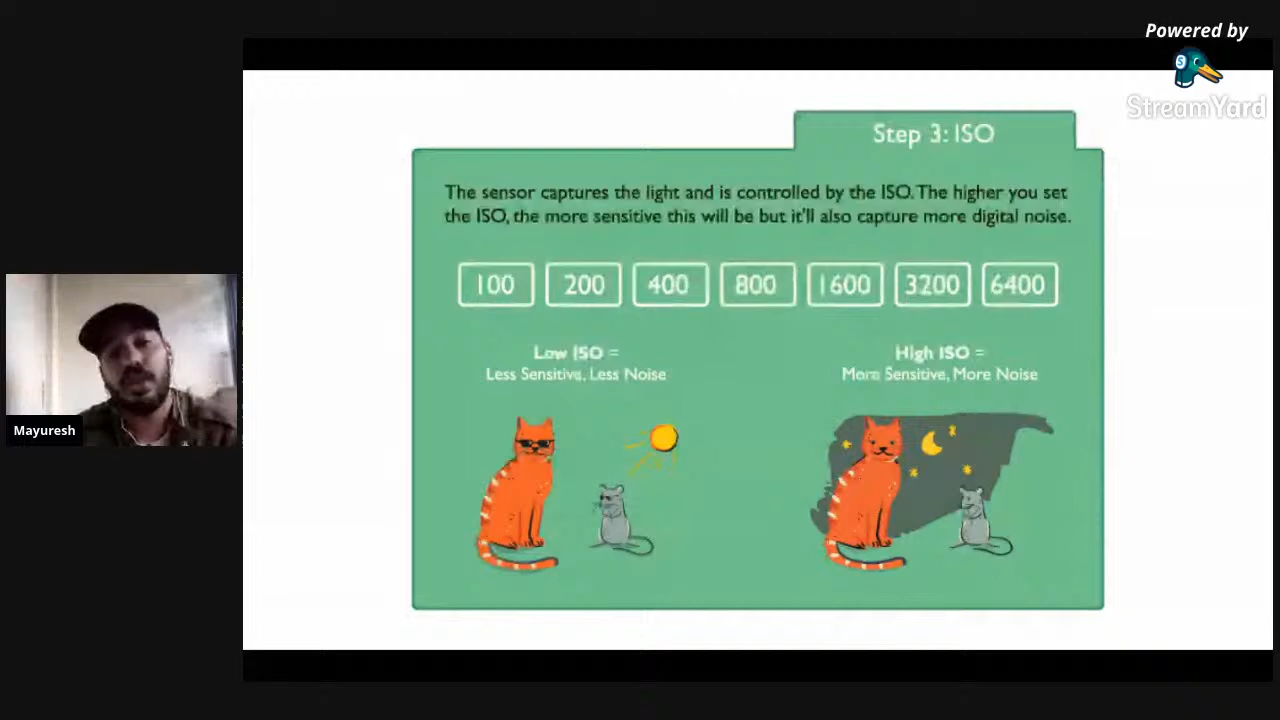 Powered by
StreamYard
Step 3: ISO
The sensor captures the light and is controlled by the ISO. The higher you set
the ISO, the more sensitive this will be but it'll also capture more digital noise.
100 200 400 800 1600 3200 6400
Low ISO =
Less Sensitive, Less Noise
High ISO =
More Sensitive, More Noise
Mayuresh